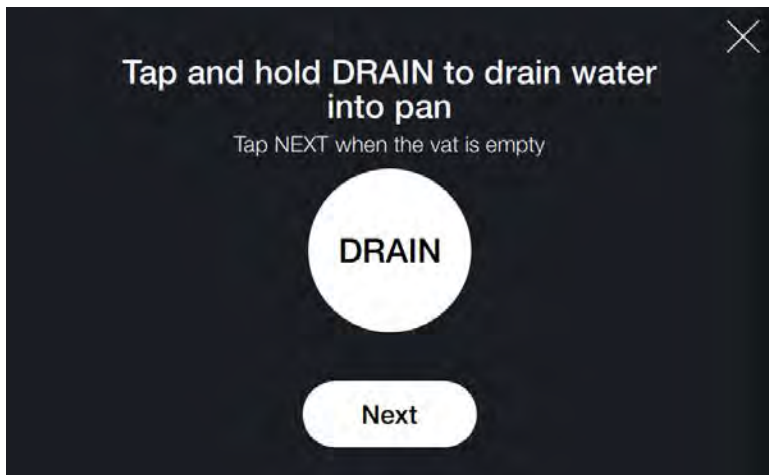 Tap and hold DRAIN to drain water
into pan
Tap NEXT when the vat is empty
DRAIN
Next